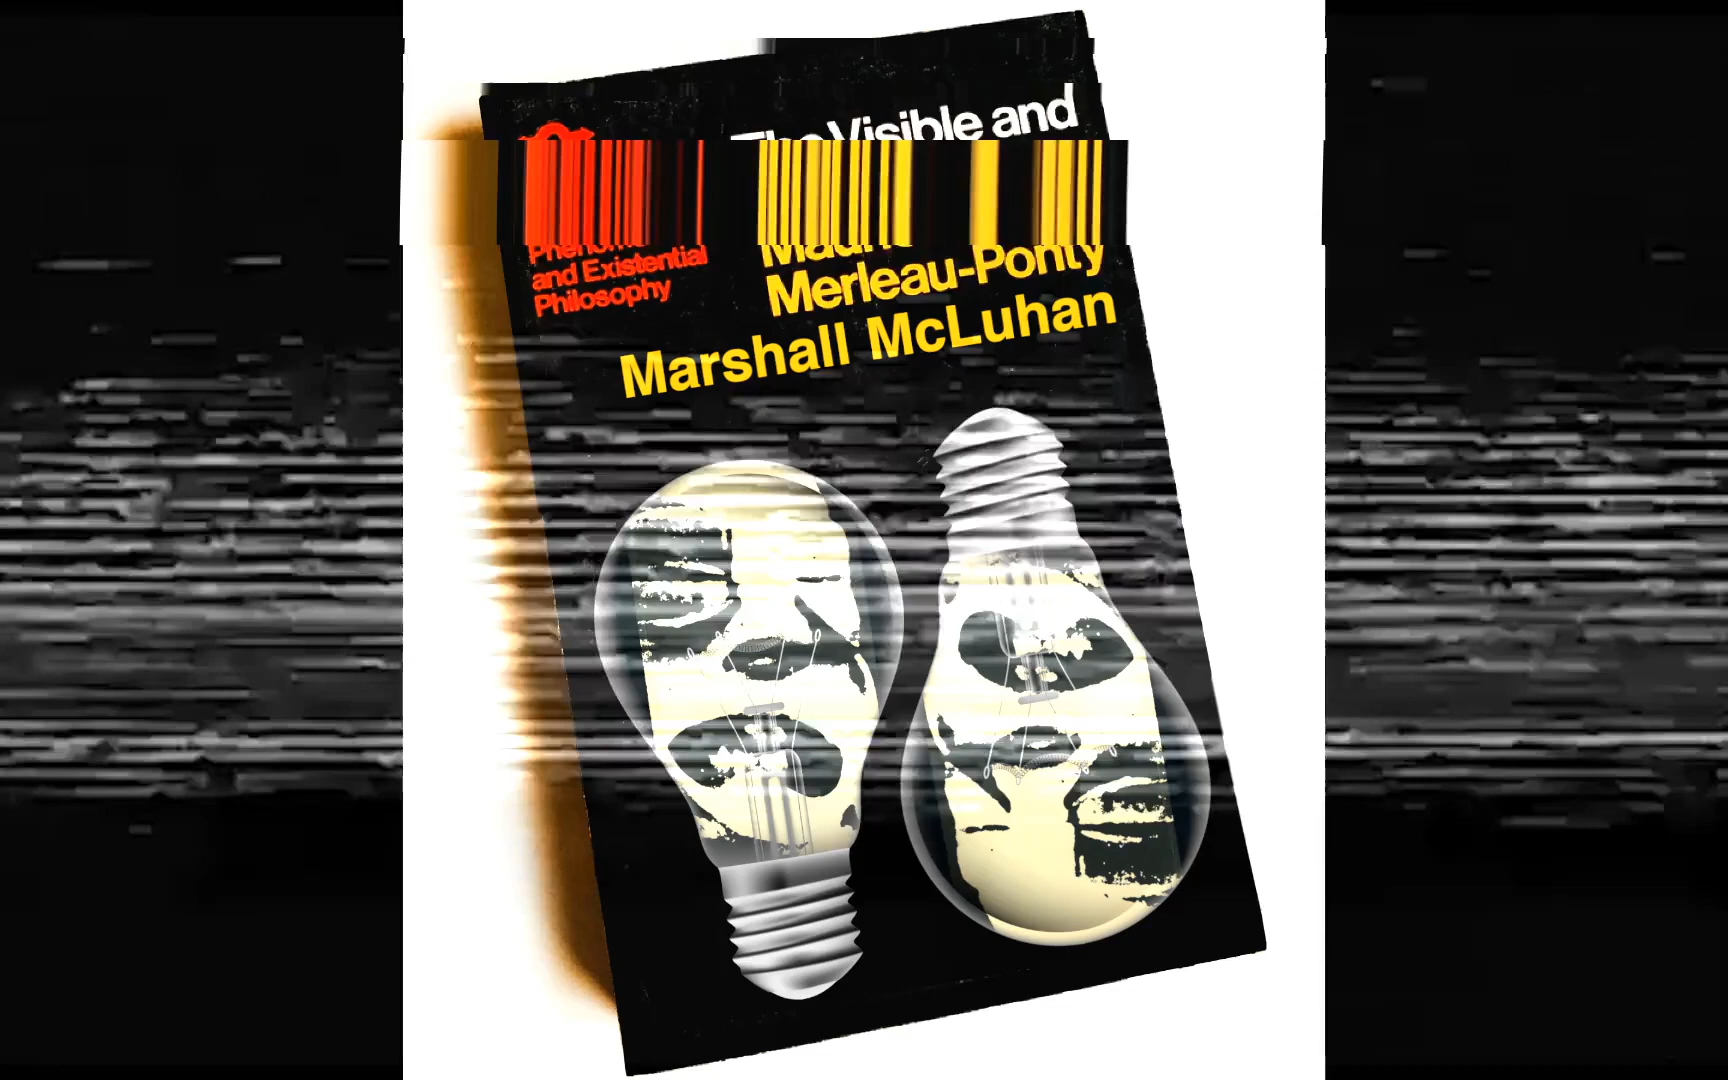 The Visible and
and Existential
Philosophy
Merleau-Ponty
Marshall McLuhan